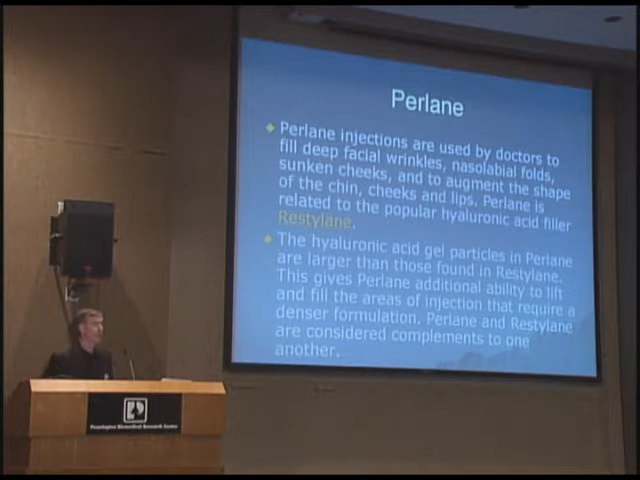 Perlane
Perlane injections are used by doctors to
fill deep facial wrinkles, nasolabial folds,
sunken cheeks, and to augment the shape
of the chin, cheeks and lips. Perlane is
related to the popular hyaluronic acid filler
Restylane.
The hyaluronic acid gel particles in Perlane
are larger than those found in Restylane.
This gives Perlane additional ability to lift
and fill the areas of injection that require a
denser formulation. Perlane and Restylane
are considered complements to one
another.
Pennington Biomedical Research Center